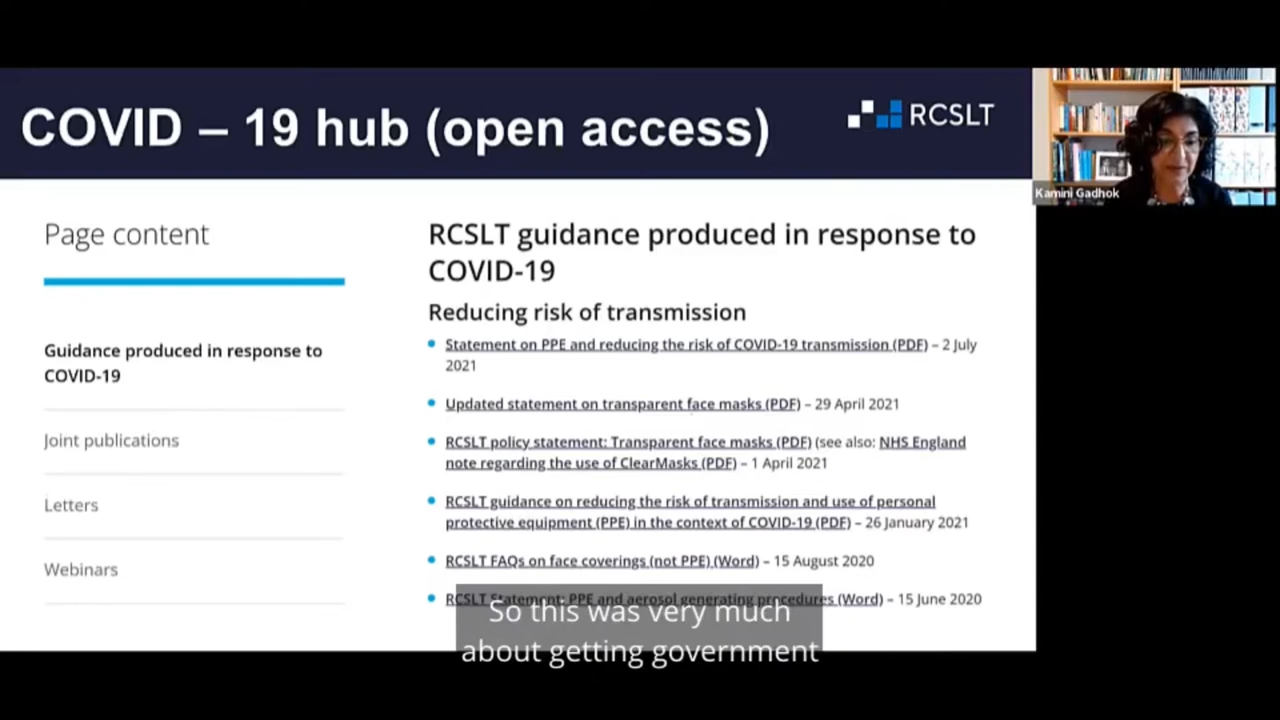 COVID – 19 hub (open access)
RCSLT
Kamini Gadhok
Page content
Guidance produced in response to
COVID-19
Joint publications
Letters
Webinars
RCSLT guidance produced in response to
COVID-19
Reducing risk of transmission
Statement on PPE and reducing the risk of COVID-19 transmission (PDF) – 2 July
2021
Updated statement on transparent face masks (PDF) – 29 April 2021
RCSLT policy statement: Transparent face masks (PDF) (see also: NHS England
note regarding the use of ClearMasks (PDF) – 1 April 2021
RCSLT guidance on reducing the risk of transmission and use of personal
protective equipment (PPE) in the context of COVID-19 (PDF) – 26 January 2021
RCSLT FAQs on face coverings (not PPE) (Word) – 15 August 2020
RCSLT Statement: PPE and aerosol generating procedures (Word) – 15 June 2020
So this was very much
about getting government